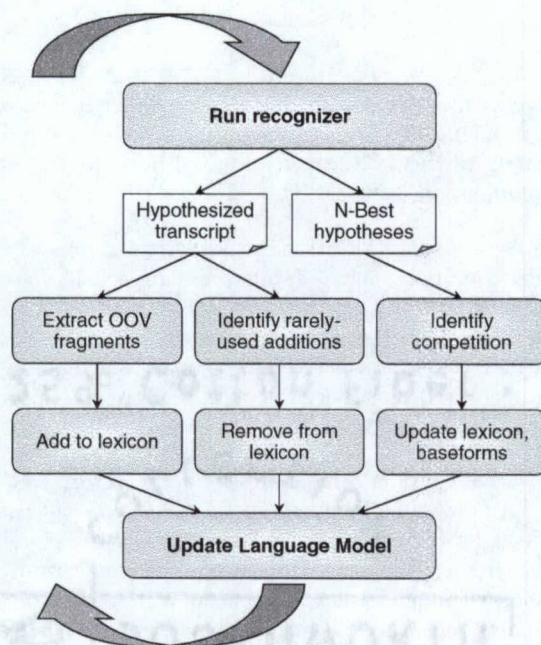 Run recognizer
Hypothesized
transcript
N-Best
hypotheses
Extract OOV
fragments
Identify rarely-
used additions
Identify
competition
Add to lexicon
Remove from
lexicon
Update lexicon,
baseforms
Update Language Model